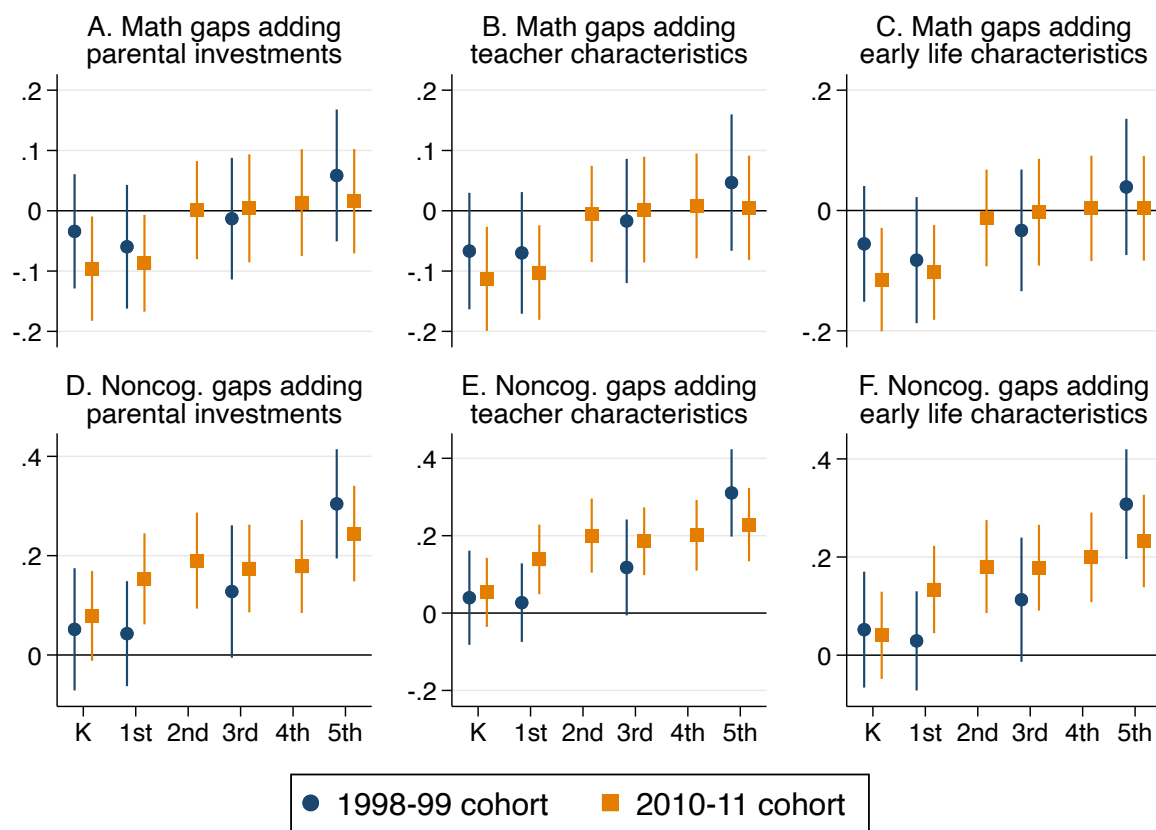 A. Math gaps adding
parental investments
B. Math gaps adding
teacher characteristics
C. Math gaps adding
early life characteristics
.2
.1
0
-.1
-.2
.2
.1
0
-.1
-.2
.2
0
-.2
D. Noncog. gaps adding
parental investments
E. Noncog. gaps adding
teacher characteristics
F. Noncog. gaps adding
early life characteristics
.4
.2
0
.4
.2
0
-.2
.4
.2
0
K 1st 2nd 3rd 4th 5th
K 1st 2nd 3rd 4th 5th
K 1st 2nd 3rd 4th 5th
1998-99 cohort
2010-11 cohort